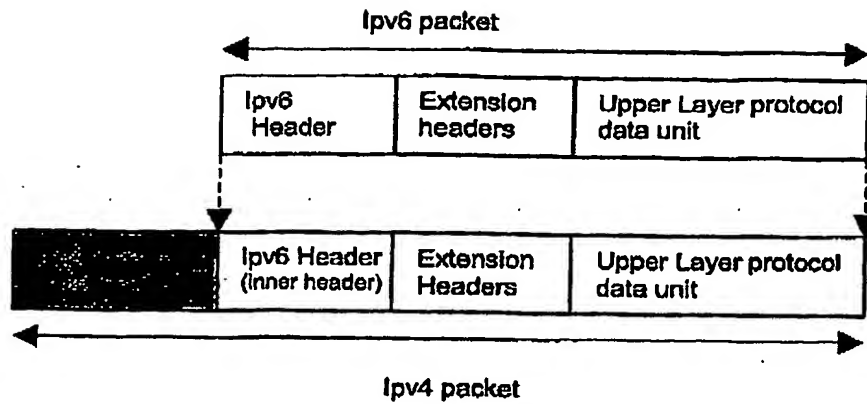 Ipv6 packet
Ipv6
Header
Extension
headers
Upper Layer protocol
data unit
Ipv6 Header
(inner header)
Extension
Headers
Upper Layer protocol
data unit
Ipv4 packet